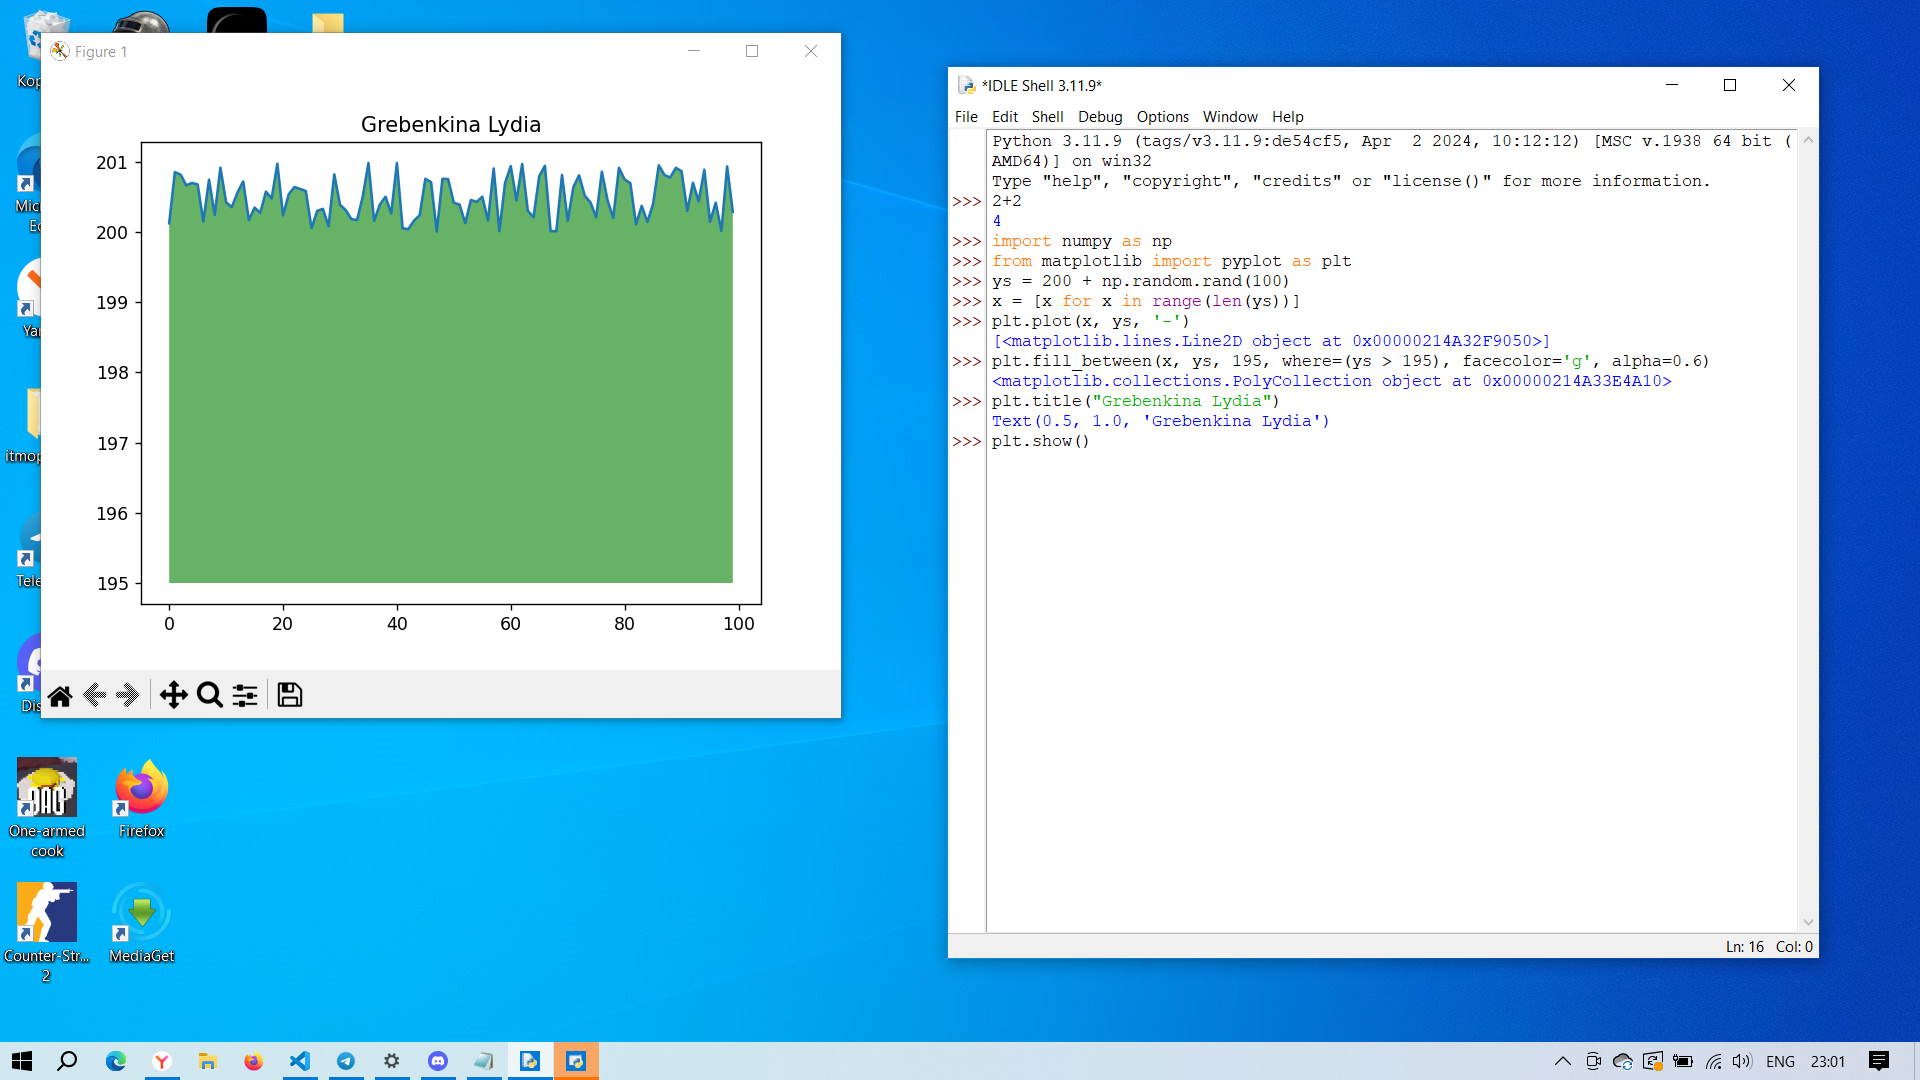 Figure 1
Grebenkina Lydia
201
200
199
198
197
196
195
0 20 40 60 80 100
*IDLE Shell 3.11.9*
File Edit Shell Debug Options Window Help
Python 3.11.9 (tags/v3.11.9:de54cf5, Apr  2 2024, 10:12:12) [MSC v.1938 64 bit (
AMD64)] on win32
Type "help", "copyright", "credits" or "license()" for more information.
>>> 2+2
4
>>> import numpy as np
>>> from matplotlib import pyplot as plt
>>> ys = 200 + np.random.rand(100)
>>> x = [x for x in range(len(ys))]
>>> plt.plot(x, ys, '-')
[<matplotlib.lines.Line2D object at 0x00000214A32F9050>]
>>> plt.fill_between(x, ys, 195, where=(ys > 195), facecolor='g', alpha=0.6)
<matplotlib.collections.PolyCollection object at 0x00000214A33E4A10>
>>> plt.title("Grebenkina Lydia")
Text(0.5, 1.0, 'Grebenkina Lydia')
>>> plt.show()
Ln: 16 Col: 0
One-armed
cook
Firefox
Counter-Str...
2
MediaGet
ENG 23:01